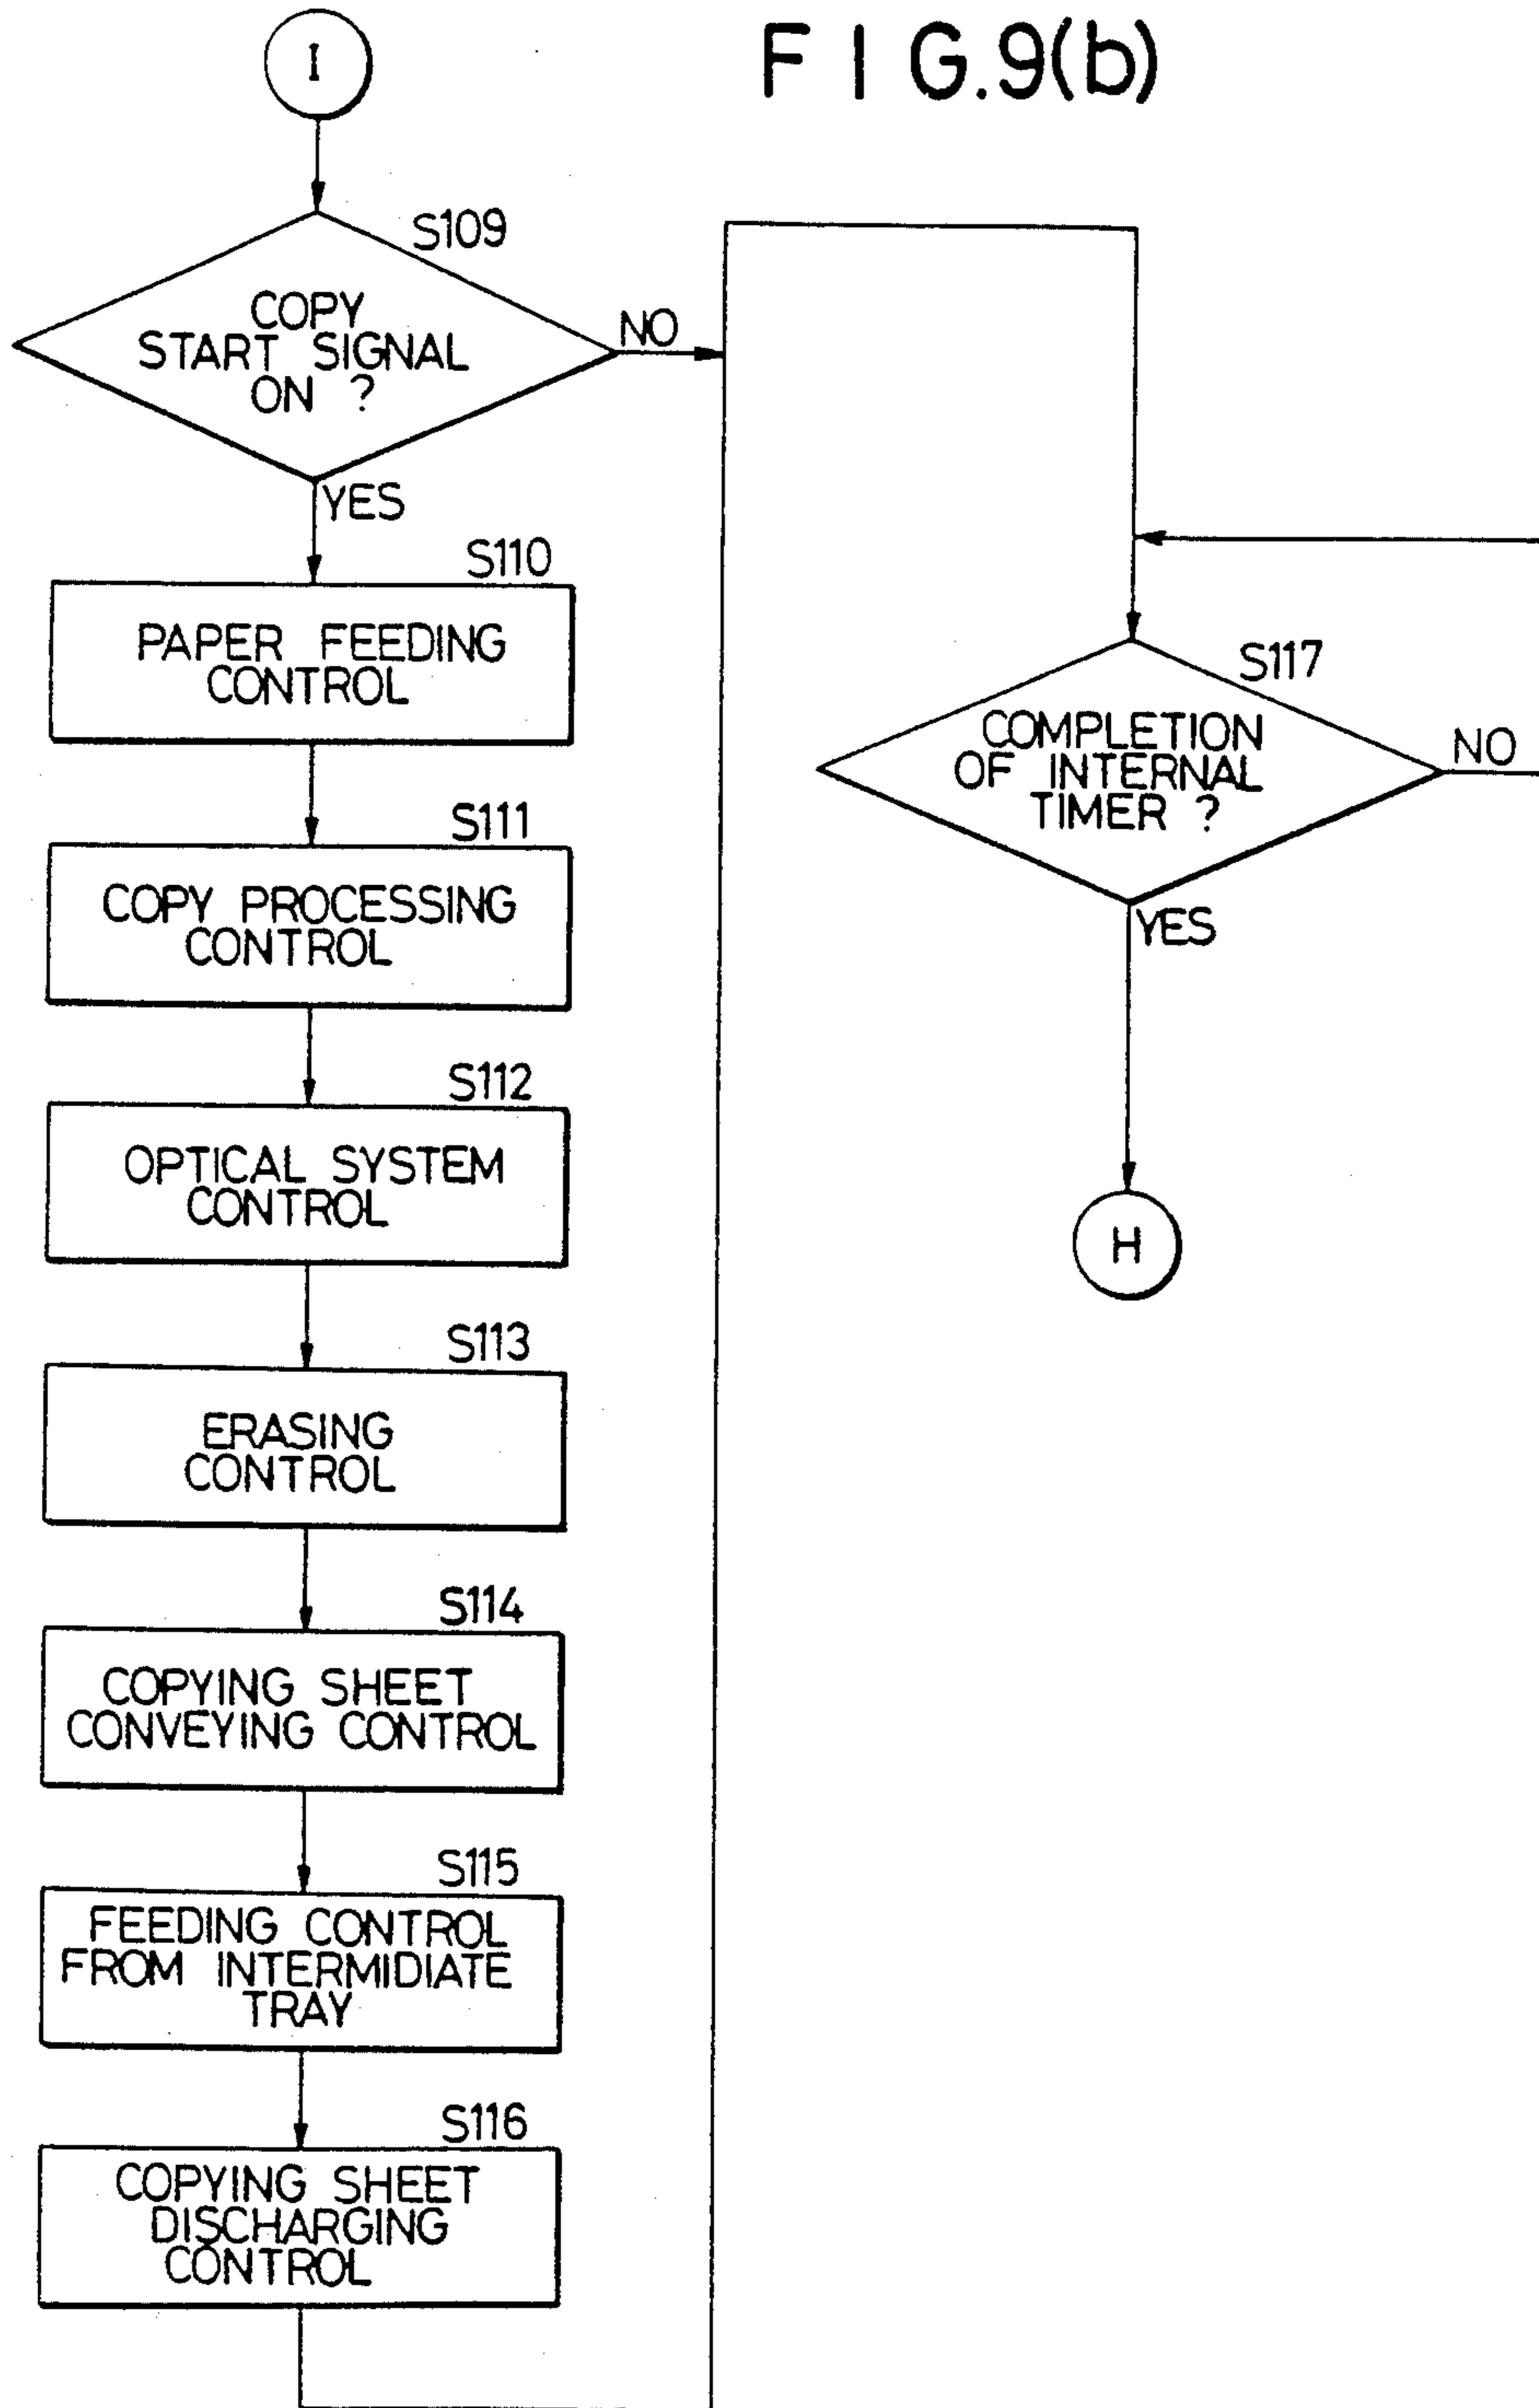 FIG.9(b)
I
S109
COPY
START SIGNAL
ON ?
NO
YES
S110
PAPER FEEDING
CONTROL
S111
COPY PROCESSING
CONTROL
S112
OPTICAL SYSTEM
CONTROL
S113
ERASING
CONTROL
S114
COPYING SHEET
CONVEYING CONTROL
S115
FEEDING CONTROL
FROM INTERMIDIATE
TRAY
S116
COPYING SHEET
DISCHARGING
CONTROL
S117
COMPLETION
OF INTERNAL
TIMER ?
NO
YES
H